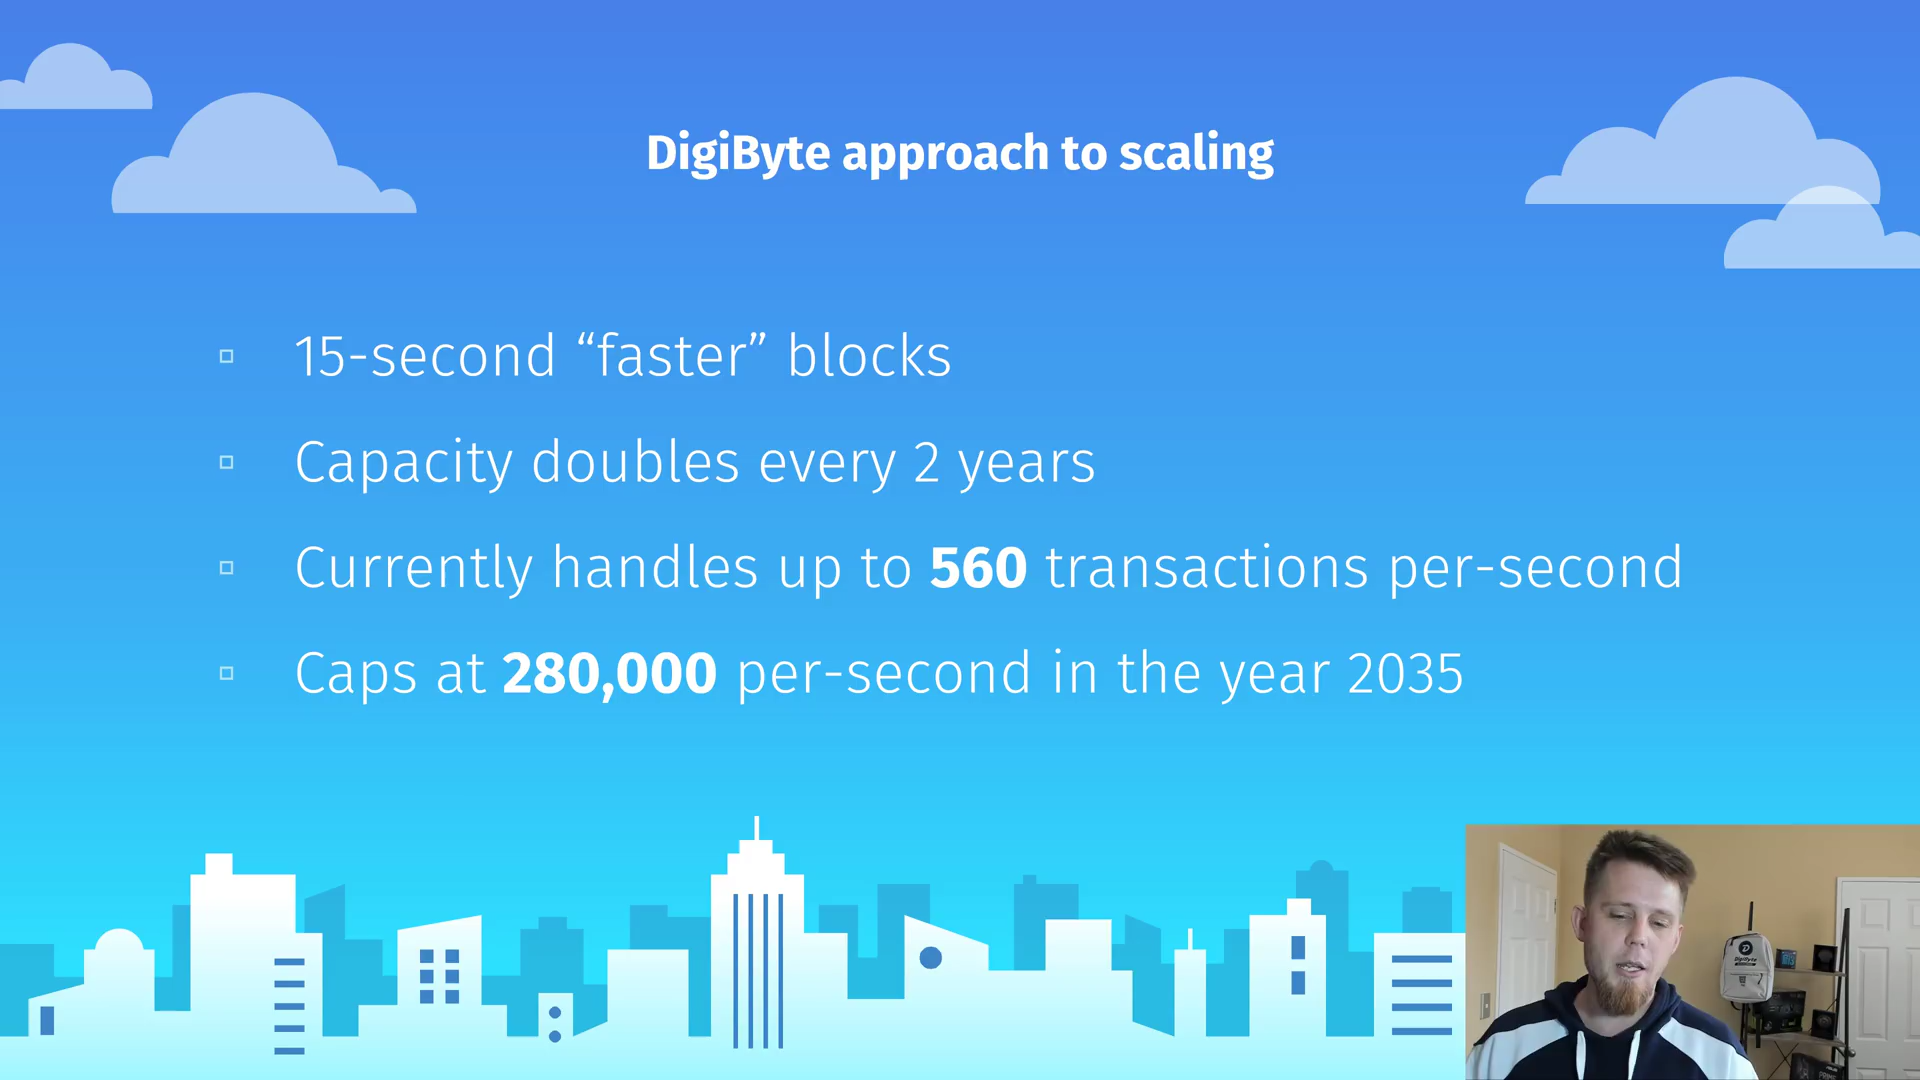 DigiByte approach to scaling
15-second “faster” blocks
Capacity doubles every 2 years
Currently handles up to 560 transactions per-second
Caps at 280,000 per-second in the year 2035
DigiByte